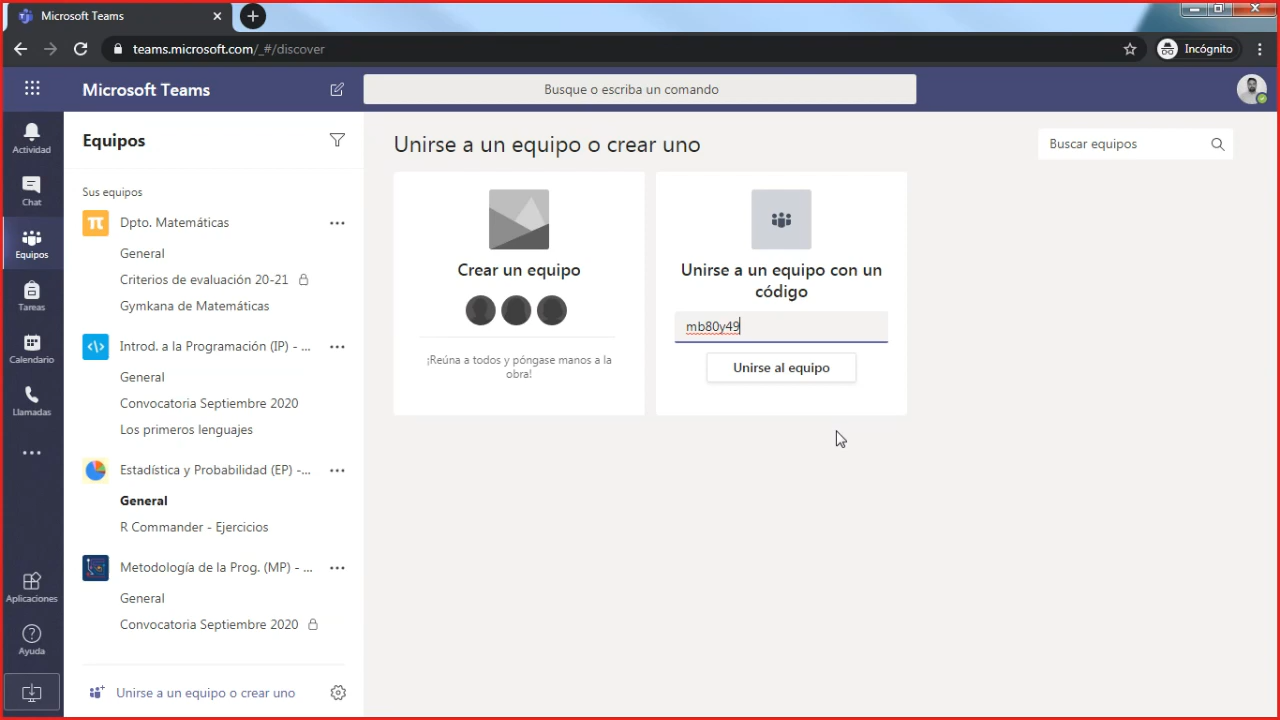 Microsoft Teams
teams.microsoft.com/_#/discover
Incógnito
Microsoft Teams
Busque o escriba un comando
Actividad
Chat
Equipos
Tareas
Calendario
Llamadas
Aplicaciones
Ayuda
Equipos
Sus equipos
Dpto. Matemáticas
General
Criterios de evaluación 20-21
Gymkana de Matemáticas
Introd. a la Programación (IP) - ...
General
Convocatoria Septiembre 2020
Los primeros lenguajes
Estadística y Probabilidad (EP) -...
General
R Commander - Ejercicios
Metodología de la Prog. (MP) - ...
General
Convocatoria Septiembre 2020
Unirse a un equipo o crear uno
Unirse a un equipo o crear uno
Buscar equipos
Crear un equipo
¡Reúna a todos y póngase manos a la
obra!
Unirse a un equipo con un
código
mb80y49
Unirse al equipo